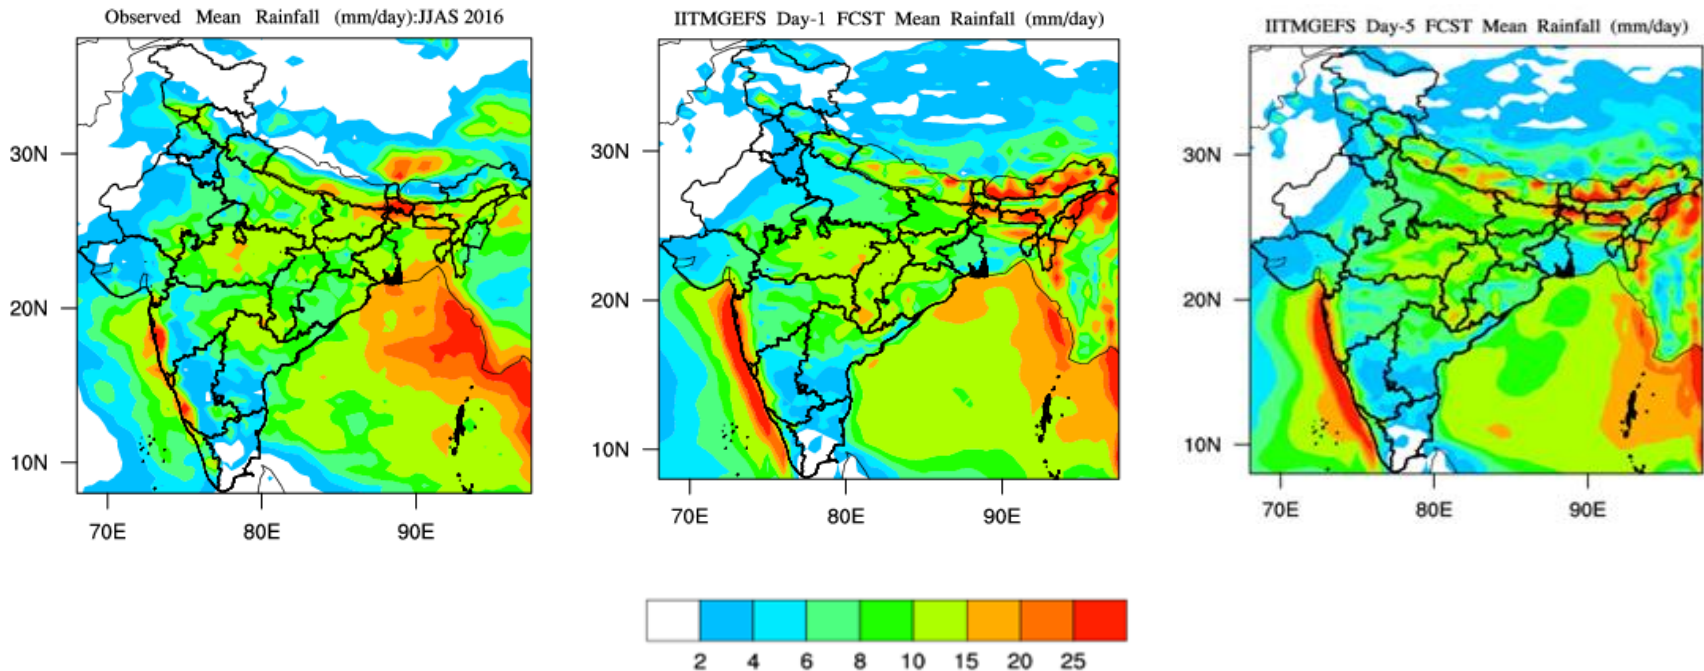 Observed Mean Rainfall (mm/day):JJAS 2016
30N
20N
10N
70E 80E 90E
IITMGEFS Day-1 FCST Mean Rainfall (mm/day)
30N
20N
10N
70E 80E 90E
IITMGEFS Day-5 FCST Mean Rainfall (mm/day)
30N
20N
10N
70E 80E 90E
2 4 6 8 10 15 20 25